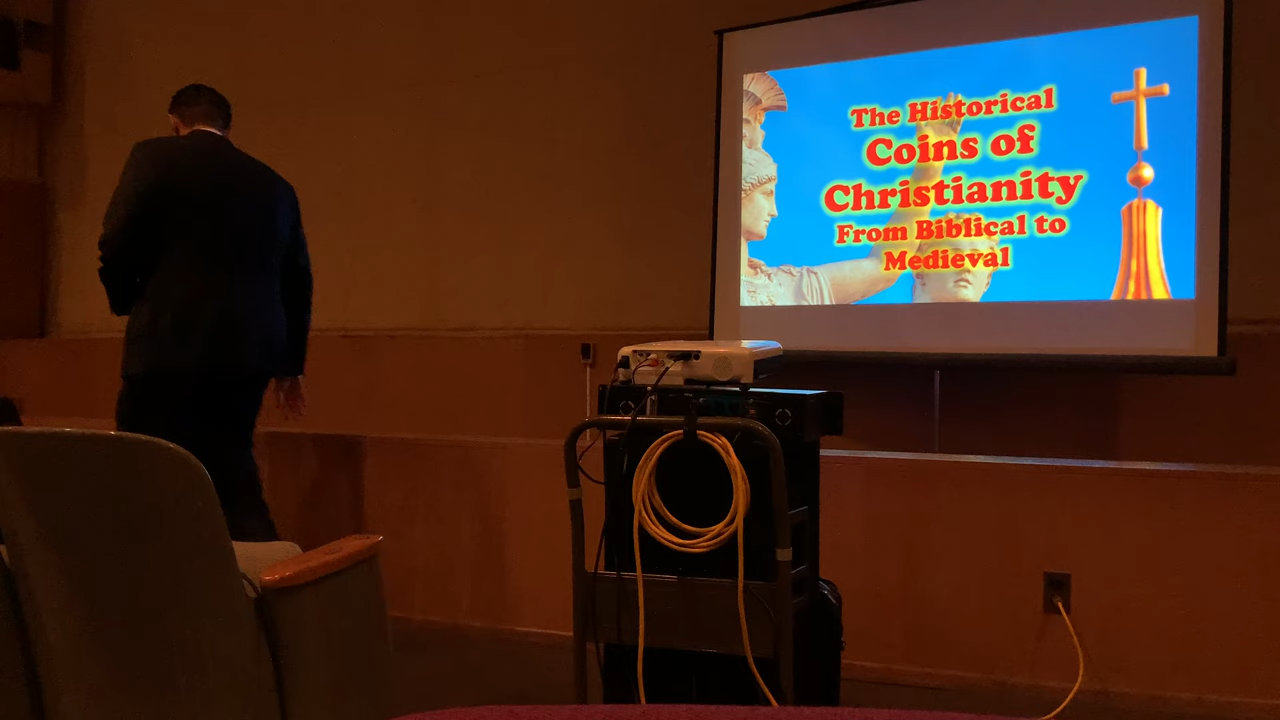 The Historical
Coins of
Christianity
From Biblical to
Medieval